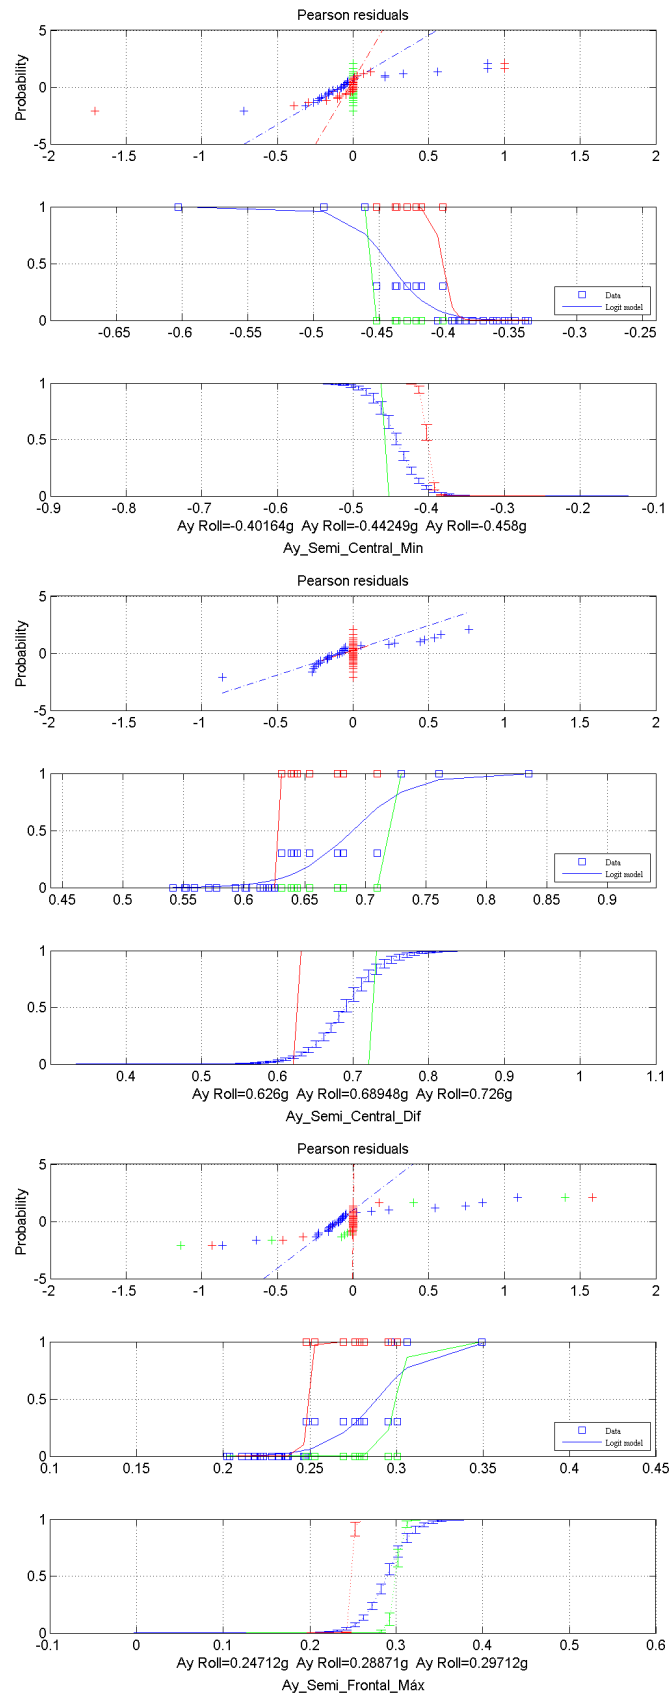 Pearson residuals
Probability
5
0
-5
-2 -1.5 -1 -0.5 0 0.5 1 1.5 2
1
0.5
0
Data
Logit model
-0.65 -0.6 -0.55 -0.5 -0.45 -0.4 -0.35 -0.3 -0.25
1
0.5
0
-0.9 -0.8 -0.7 -0.6 -0.5 -0.4 -0.3 -0.2 -0.1
Ay Roll=-0.40164g Ay Roll=-0.44249g Ay Roll=-0.458g
Ay_Semi_Central_Min
Pearson residuals
Probability
5
0
-5
-2 -1.5 -1 -0.5 0 0.5 1 1.5 2
1
0.5
0
Data
Logit model
0.45 0.5 0.55 0.6 0.65 0.7 0.75 0.8 0.85 0.9
1
0.5
0
0.4 0.5 0.6 0.7 0.8 0.9 1 1.1
Ay Roll=0.626g Ay Roll=0.68948g Ay Roll=0.726g
Ay_Semi_Central_Dif
Pearson residuals
Probability
5
0
-5
-2 -1.5 -1 -0.5 0 0.5 1 1.5 2
1
0.5
0
Data
Logit model
0.1 0.15 0.2 0.25 0.3 0.35 0.4 0.45
1
0.5
0
-0.1 0 0.1 0.2 0.3 0.4 0.5 0.6
Ay Roll=0.24712g Ay Roll=0.28871g Ay Roll=0.29712g
Ay_Semi_Frontal_Máx